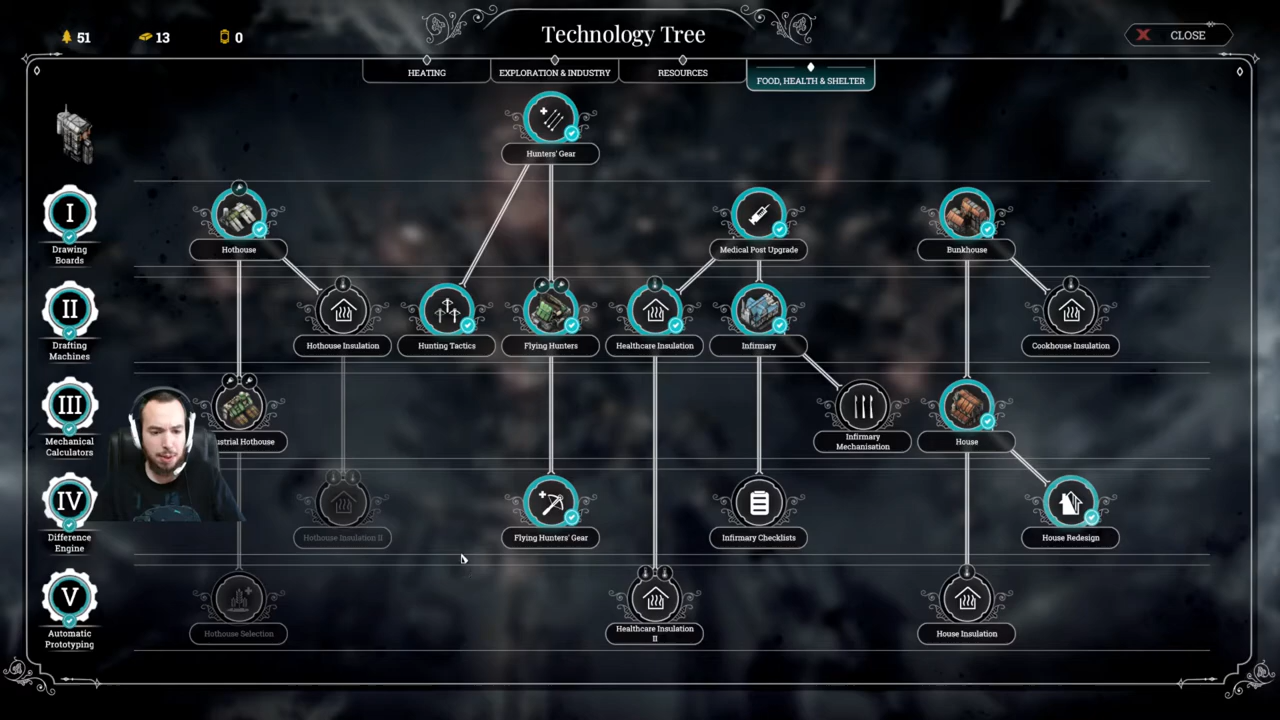 51 13 0
Technology Tree
CLOSE
HEATING
EXPLORATION & INDUSTRY
RESOURCES
FOOD, HEALTH & SHELTER
Hunters' Gear
I
Drawing
Boards
Hothouse
Medical Post Upgrade
Bunkhouse
II
Drafting
Machines
Hothouse Insulation
Hunting Tactics
Flying Hunters
Healthcare Insulation
Infirmary
Cookhouse Insulation
III
Mechanical
Calculators
ustrial Hothouse
Infirmary
Mechanisation
House
IV
Difference
Engine
Hothouse Insulation II
Flying Hunters' Gear
Infirmary Checklists
House Redesign
V
Automatic
Prototyping
Hothouse Selection
Healthcare Insulation
II
House Insulation